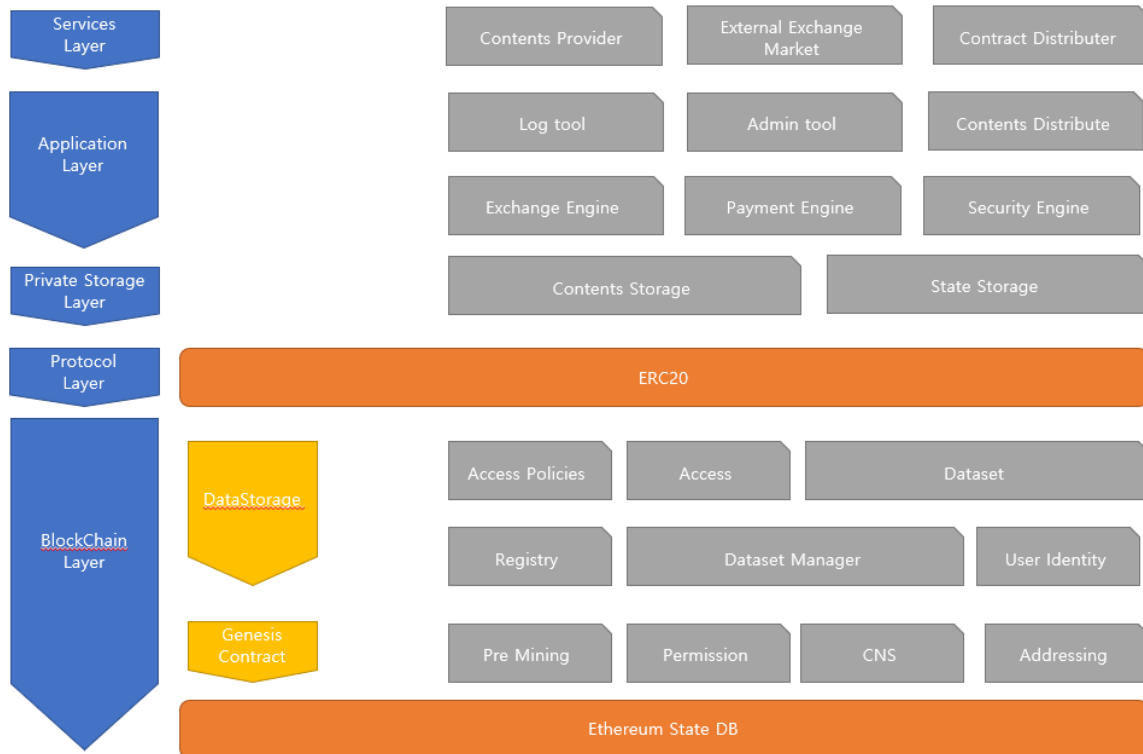 Services
Layer
Contents Provider
External Exchange
Market
Contract Distributer
Application
Layer
Log tool
Admin tool
Contents Distribute
Exchange Engine
Payment Engine
Security Engine
Private Storage
Layer
Contents Storage
State Storage
Protocol
Layer
ERC20
BlockChain
Layer
DataStorage
Access Policies
Access
Dataset
Registry
Dataset Manager
User Identity
Genesis
Contract
Pre Mining
Permission
CNS
Addressing
Ethereum State DB